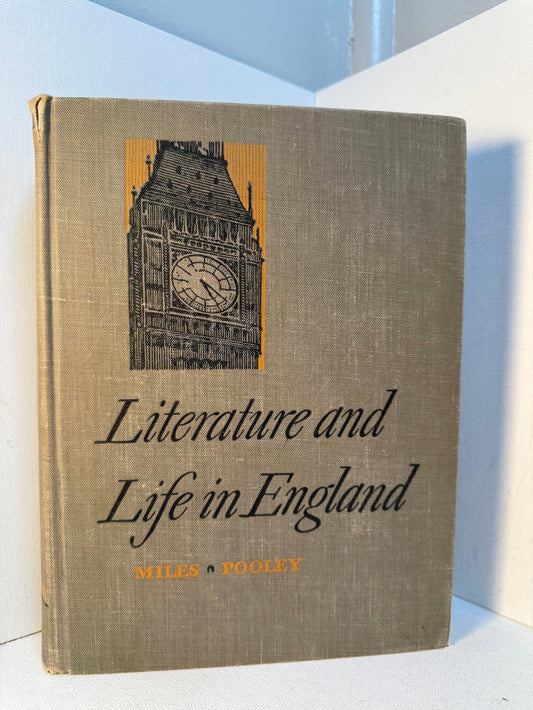 Literature and
Life in England
MILES POOLEY